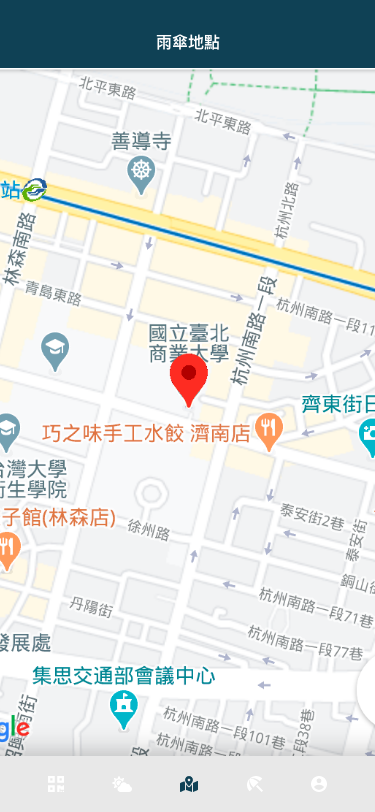 雨傘地點
北平東路
北平東路
善導寺
站
杭州北路
林森南路
青島東路
杭州南路一段
杭州南路一段11
國立臺北
商業大學
齊東街日
巧之味手工水餃 濟南店
台灣大學
衛生學院
子館(林森店)
徐州路
泰安街2巷
泰安街
銅山街
杭州南路一段71巷
丹陽街
杭州南路一段77巷
發展處
集思交通部會議中心
gle
紹興南街
段
杭州南路一段101巷
杭州南路一段
段38巷